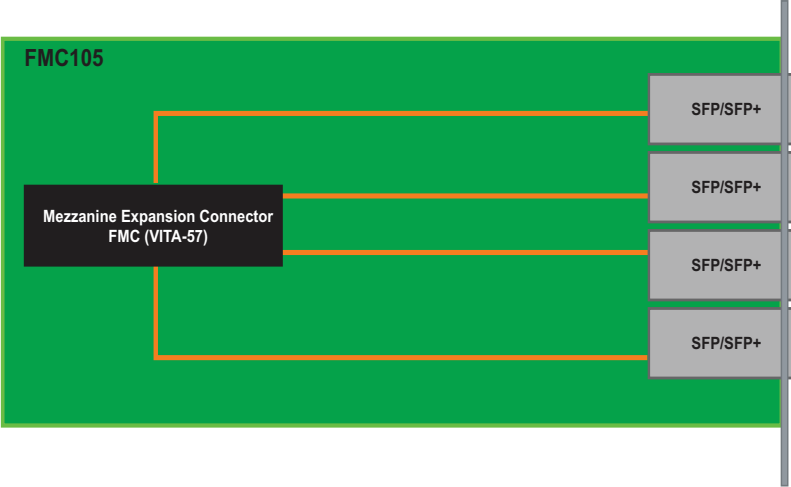 FMC105
SFP/SFP+
SFP/SFP+
Mezzanine Expansion Connector
FMC (VITA-57)
SFP/SFP+
SFP/SFP+